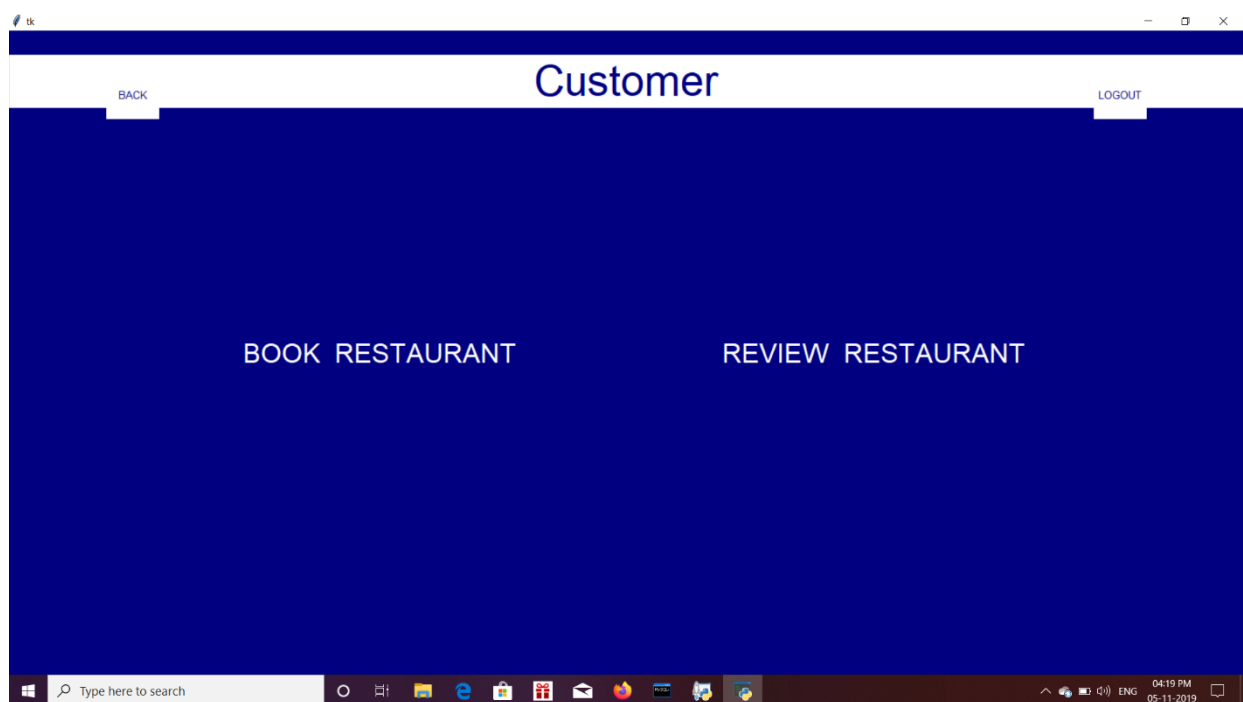 tk
Customer
BACK
LOGOUT
BOOK RESTAURANT
REVIEW RESTAURANT
Type here to search
ENG
04:19 PM
05-11-2019